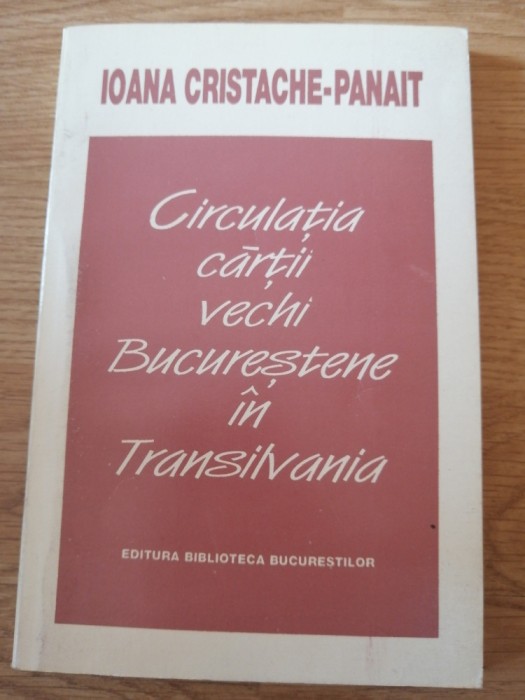 IOANA CRISTACHE-PANAIT
Circulația
cărții
vechi
Bucureștene
în
Transilvania
EDITURA BIBLIOTECA BUCUREȘTILOR